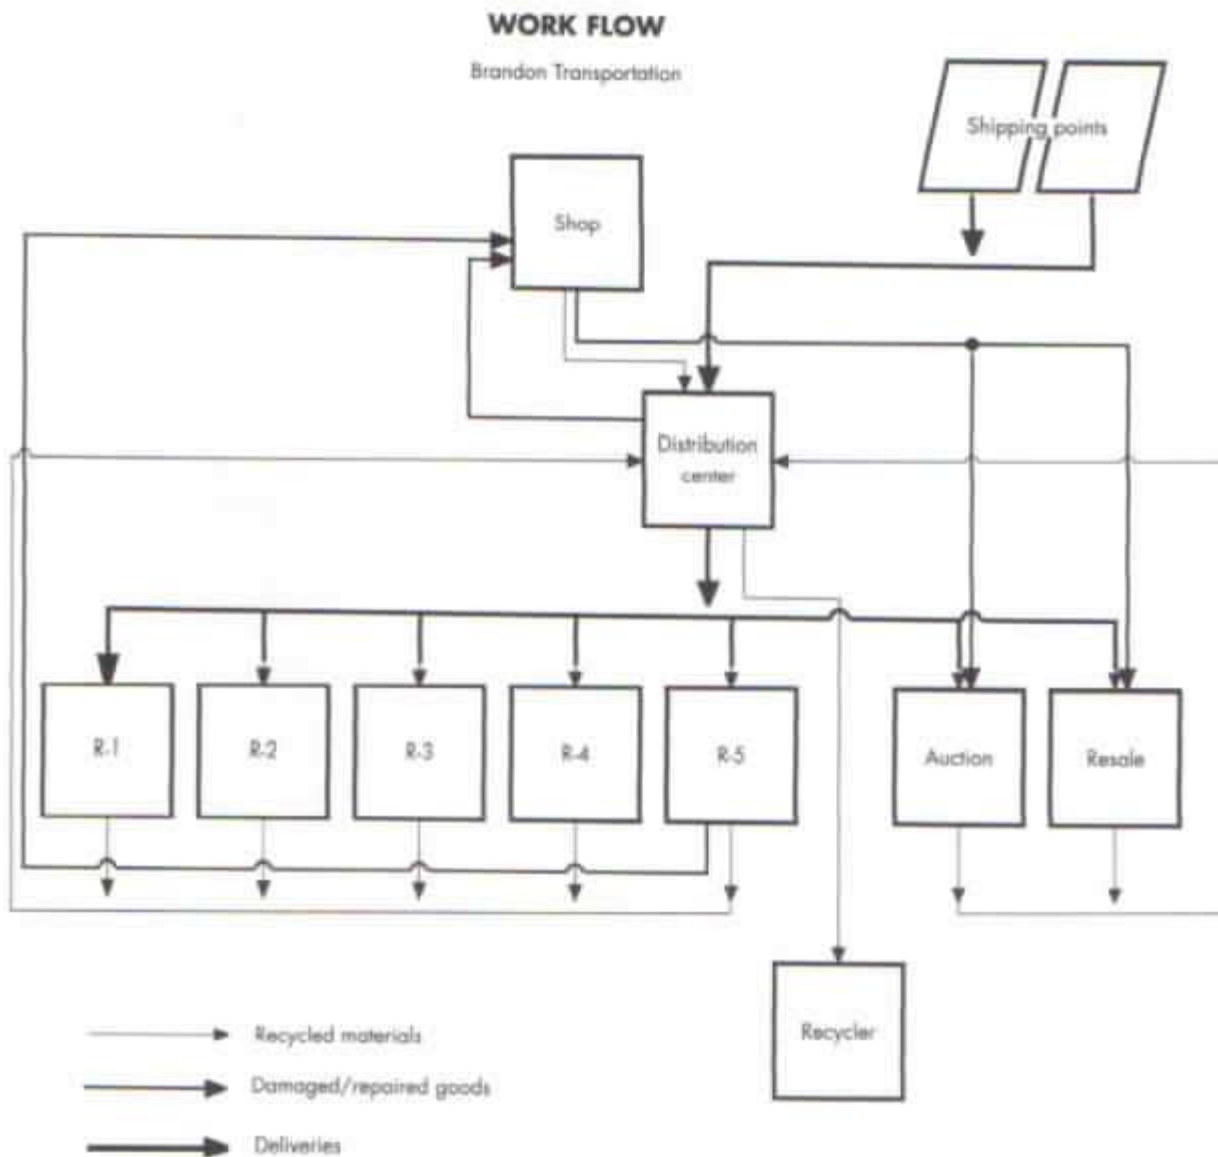 WORK FLOW
Brandon Transportation
Shipping points
Shop
Distribution
center
R-1
R-2
R-3
R-4
R-5
Auction
Resale
Recycler
Recycled materials
Damaged/repaired goods
Deliveries